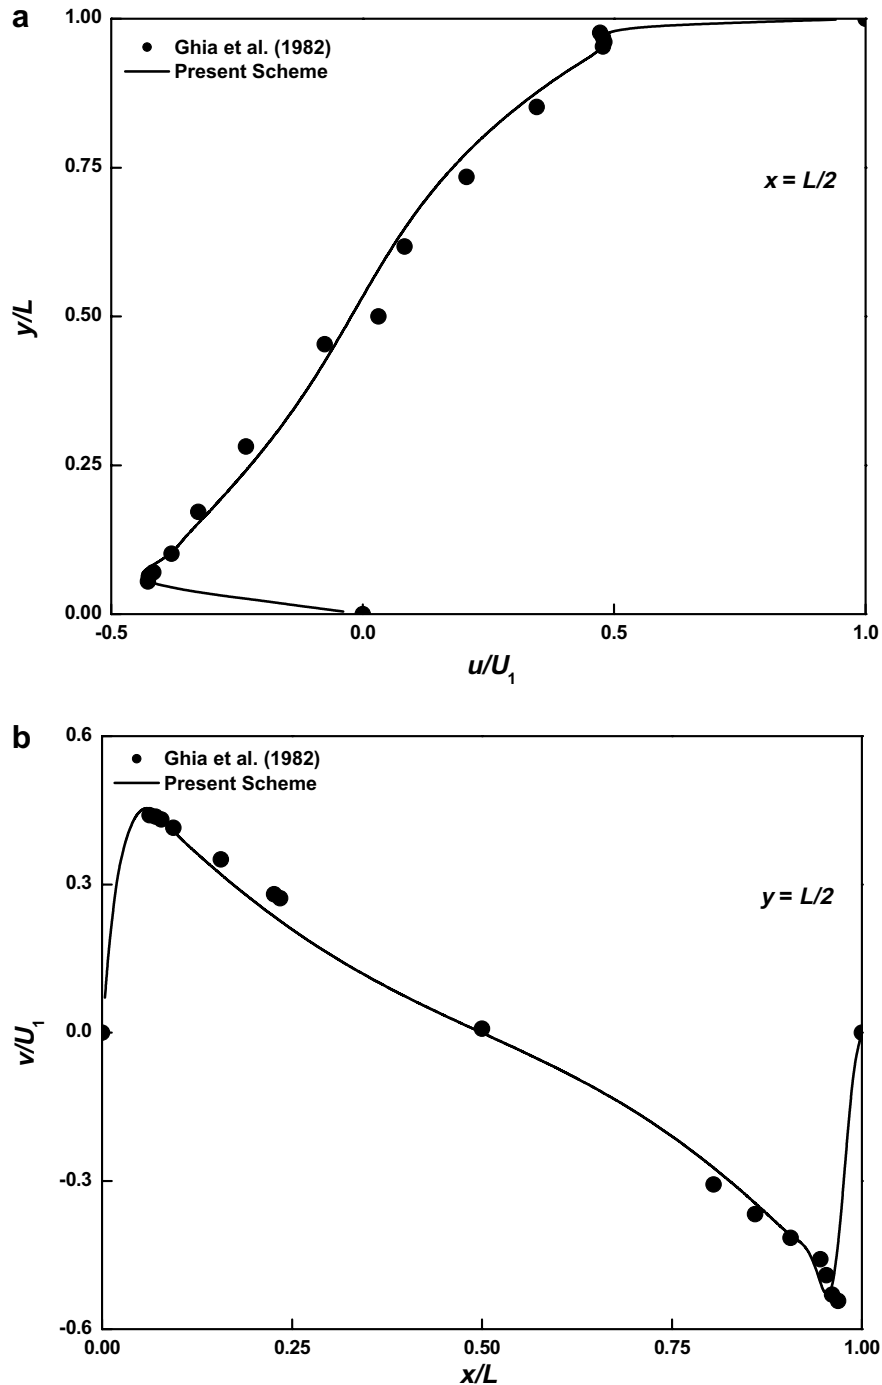 a
1.00
Ghia et al. (1982)
Present Scheme
0.75
x = L/2
y/L
0.50
0.25
0.00
-0.5
0.0
0.5
1.0
u/U1
b
0.6
Ghia et al. (1982)
Present Scheme
0.3
y = L/2
v/U1
0.0
-0.3
-0.6
0.00
0.25
0.50
0.75
1.00
x/L